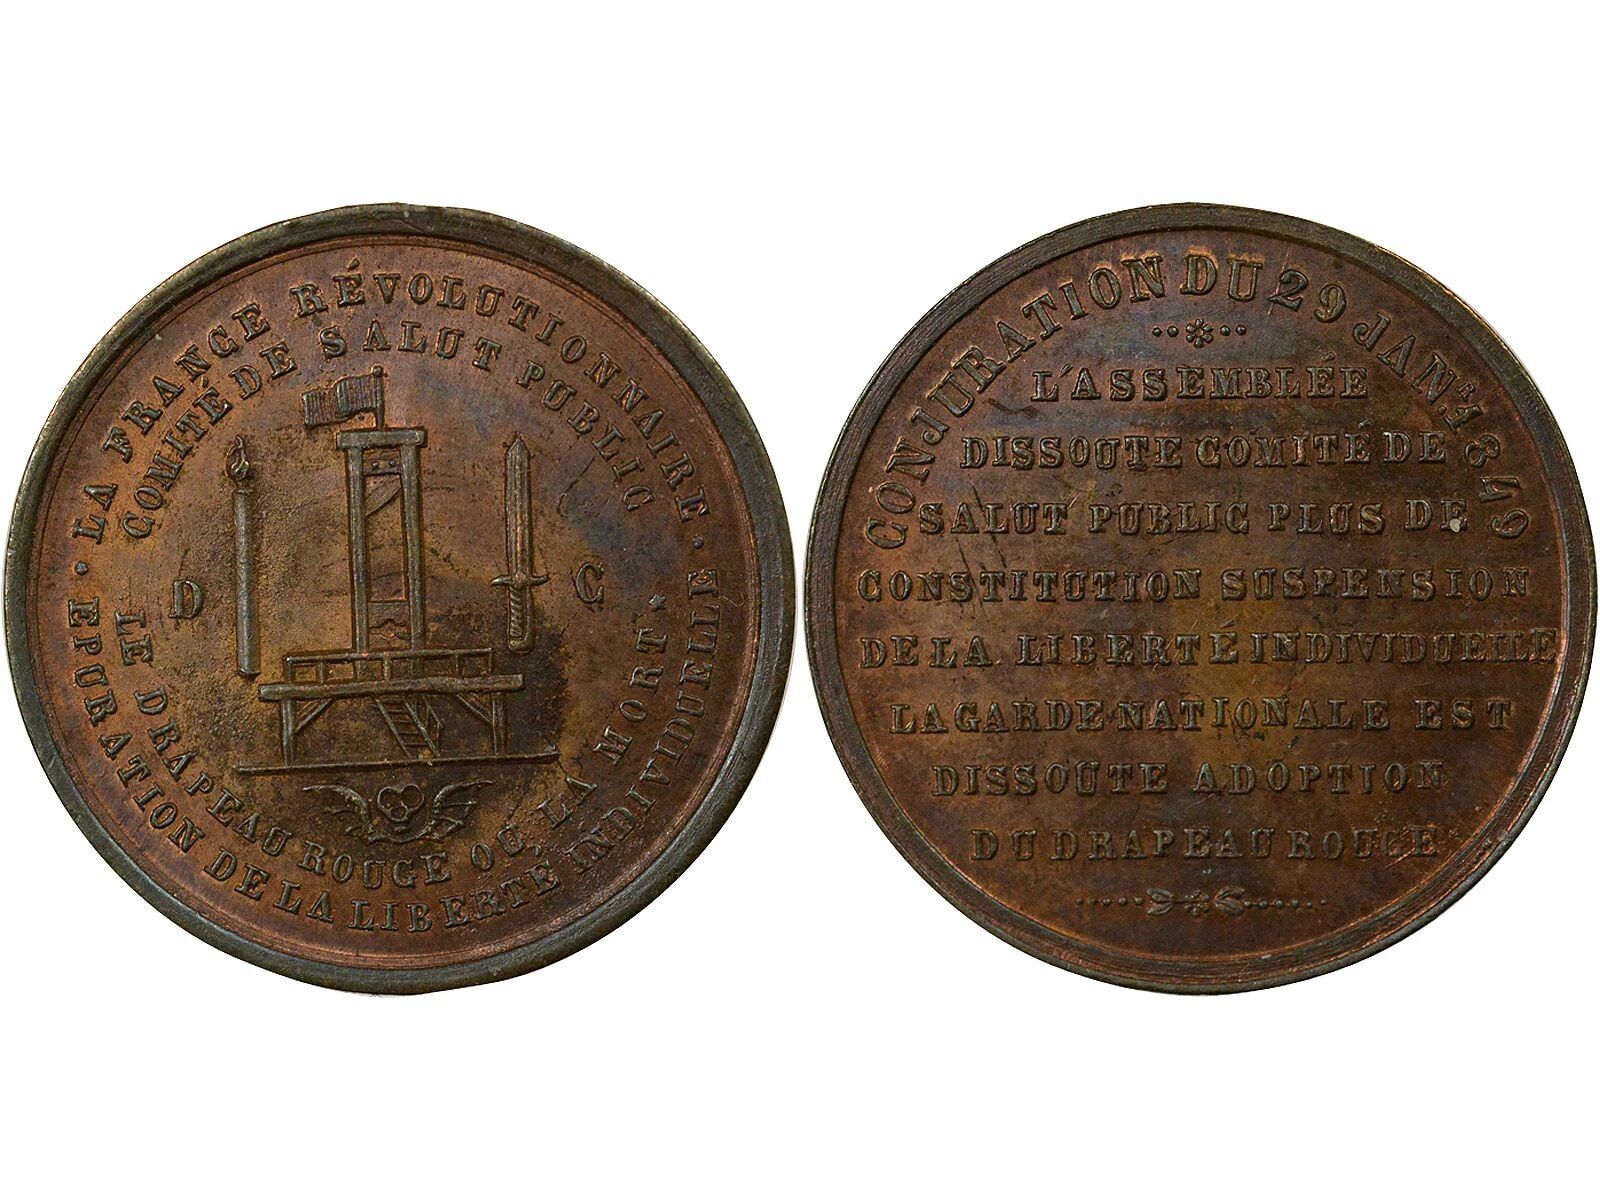 · LA FRANCE RÉVOLUTIONNAIRE ·
COMITÉ DE SALUT PUBLIC
D C
LE DRAPEAU ROUGE OU LA MORT ★
EPURATION DE LA LIBERTÉ INDIVIDUELLE
CONJURATION DU 29 JAN.R 1849
L'ASSEMBLÉE
DISSOUTE COMITÉ DE
SALUT PUBLIC PLUS DE
CONSTITUTION SUSPENSION
DE LA LIBERTÉ INDIVIDUELLE
LA GARDE NATIONALE EST
DISSOUTE ADOPTION
DU DRAPEAU ROUGE